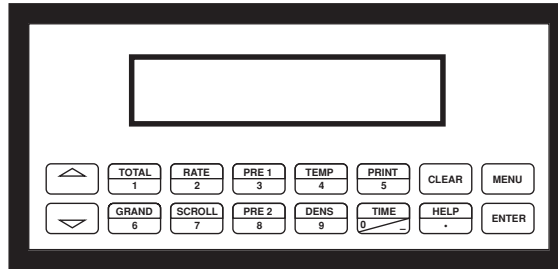 TOTAL RATE PRE 1 TEMP PRINT
1 2 3 4 5 CLEAR MENU
GRAND SCROLL PRE 2 DENS TIME HELP
6 7 8 9 0 – . ENTER